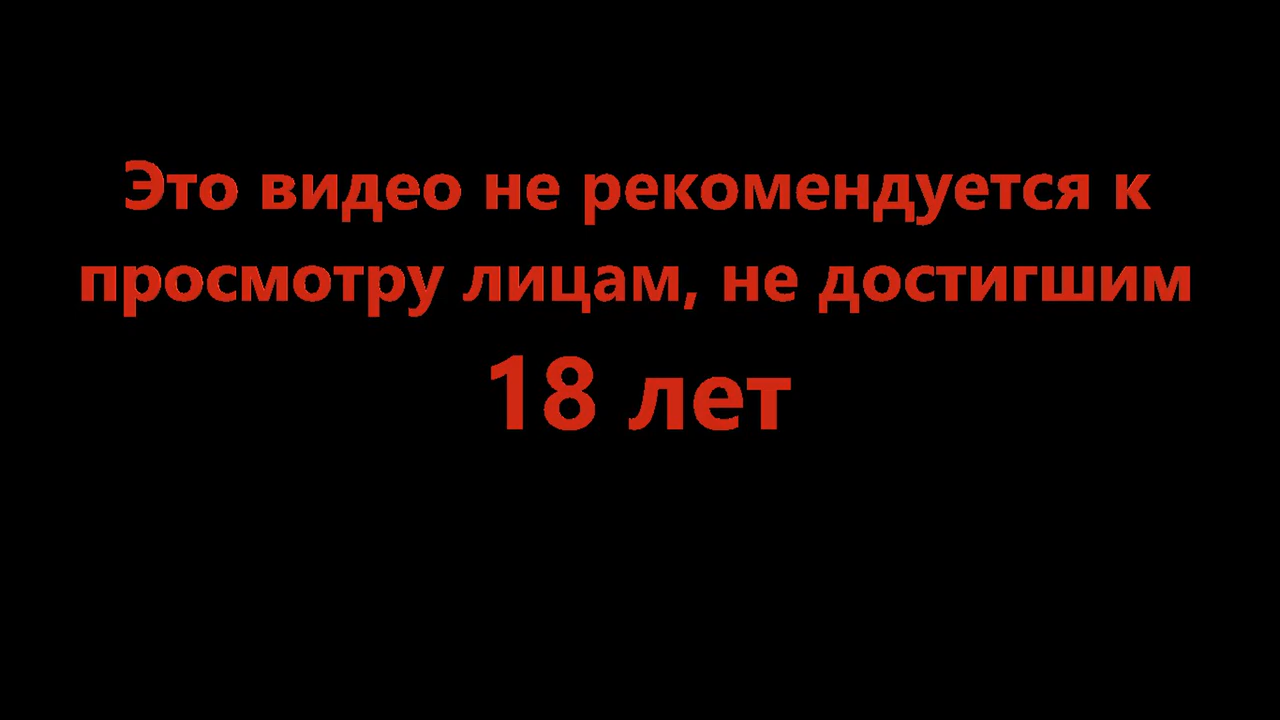 Это видео не рекомендуется к
просмотру лицам, не достигшим
18 лет